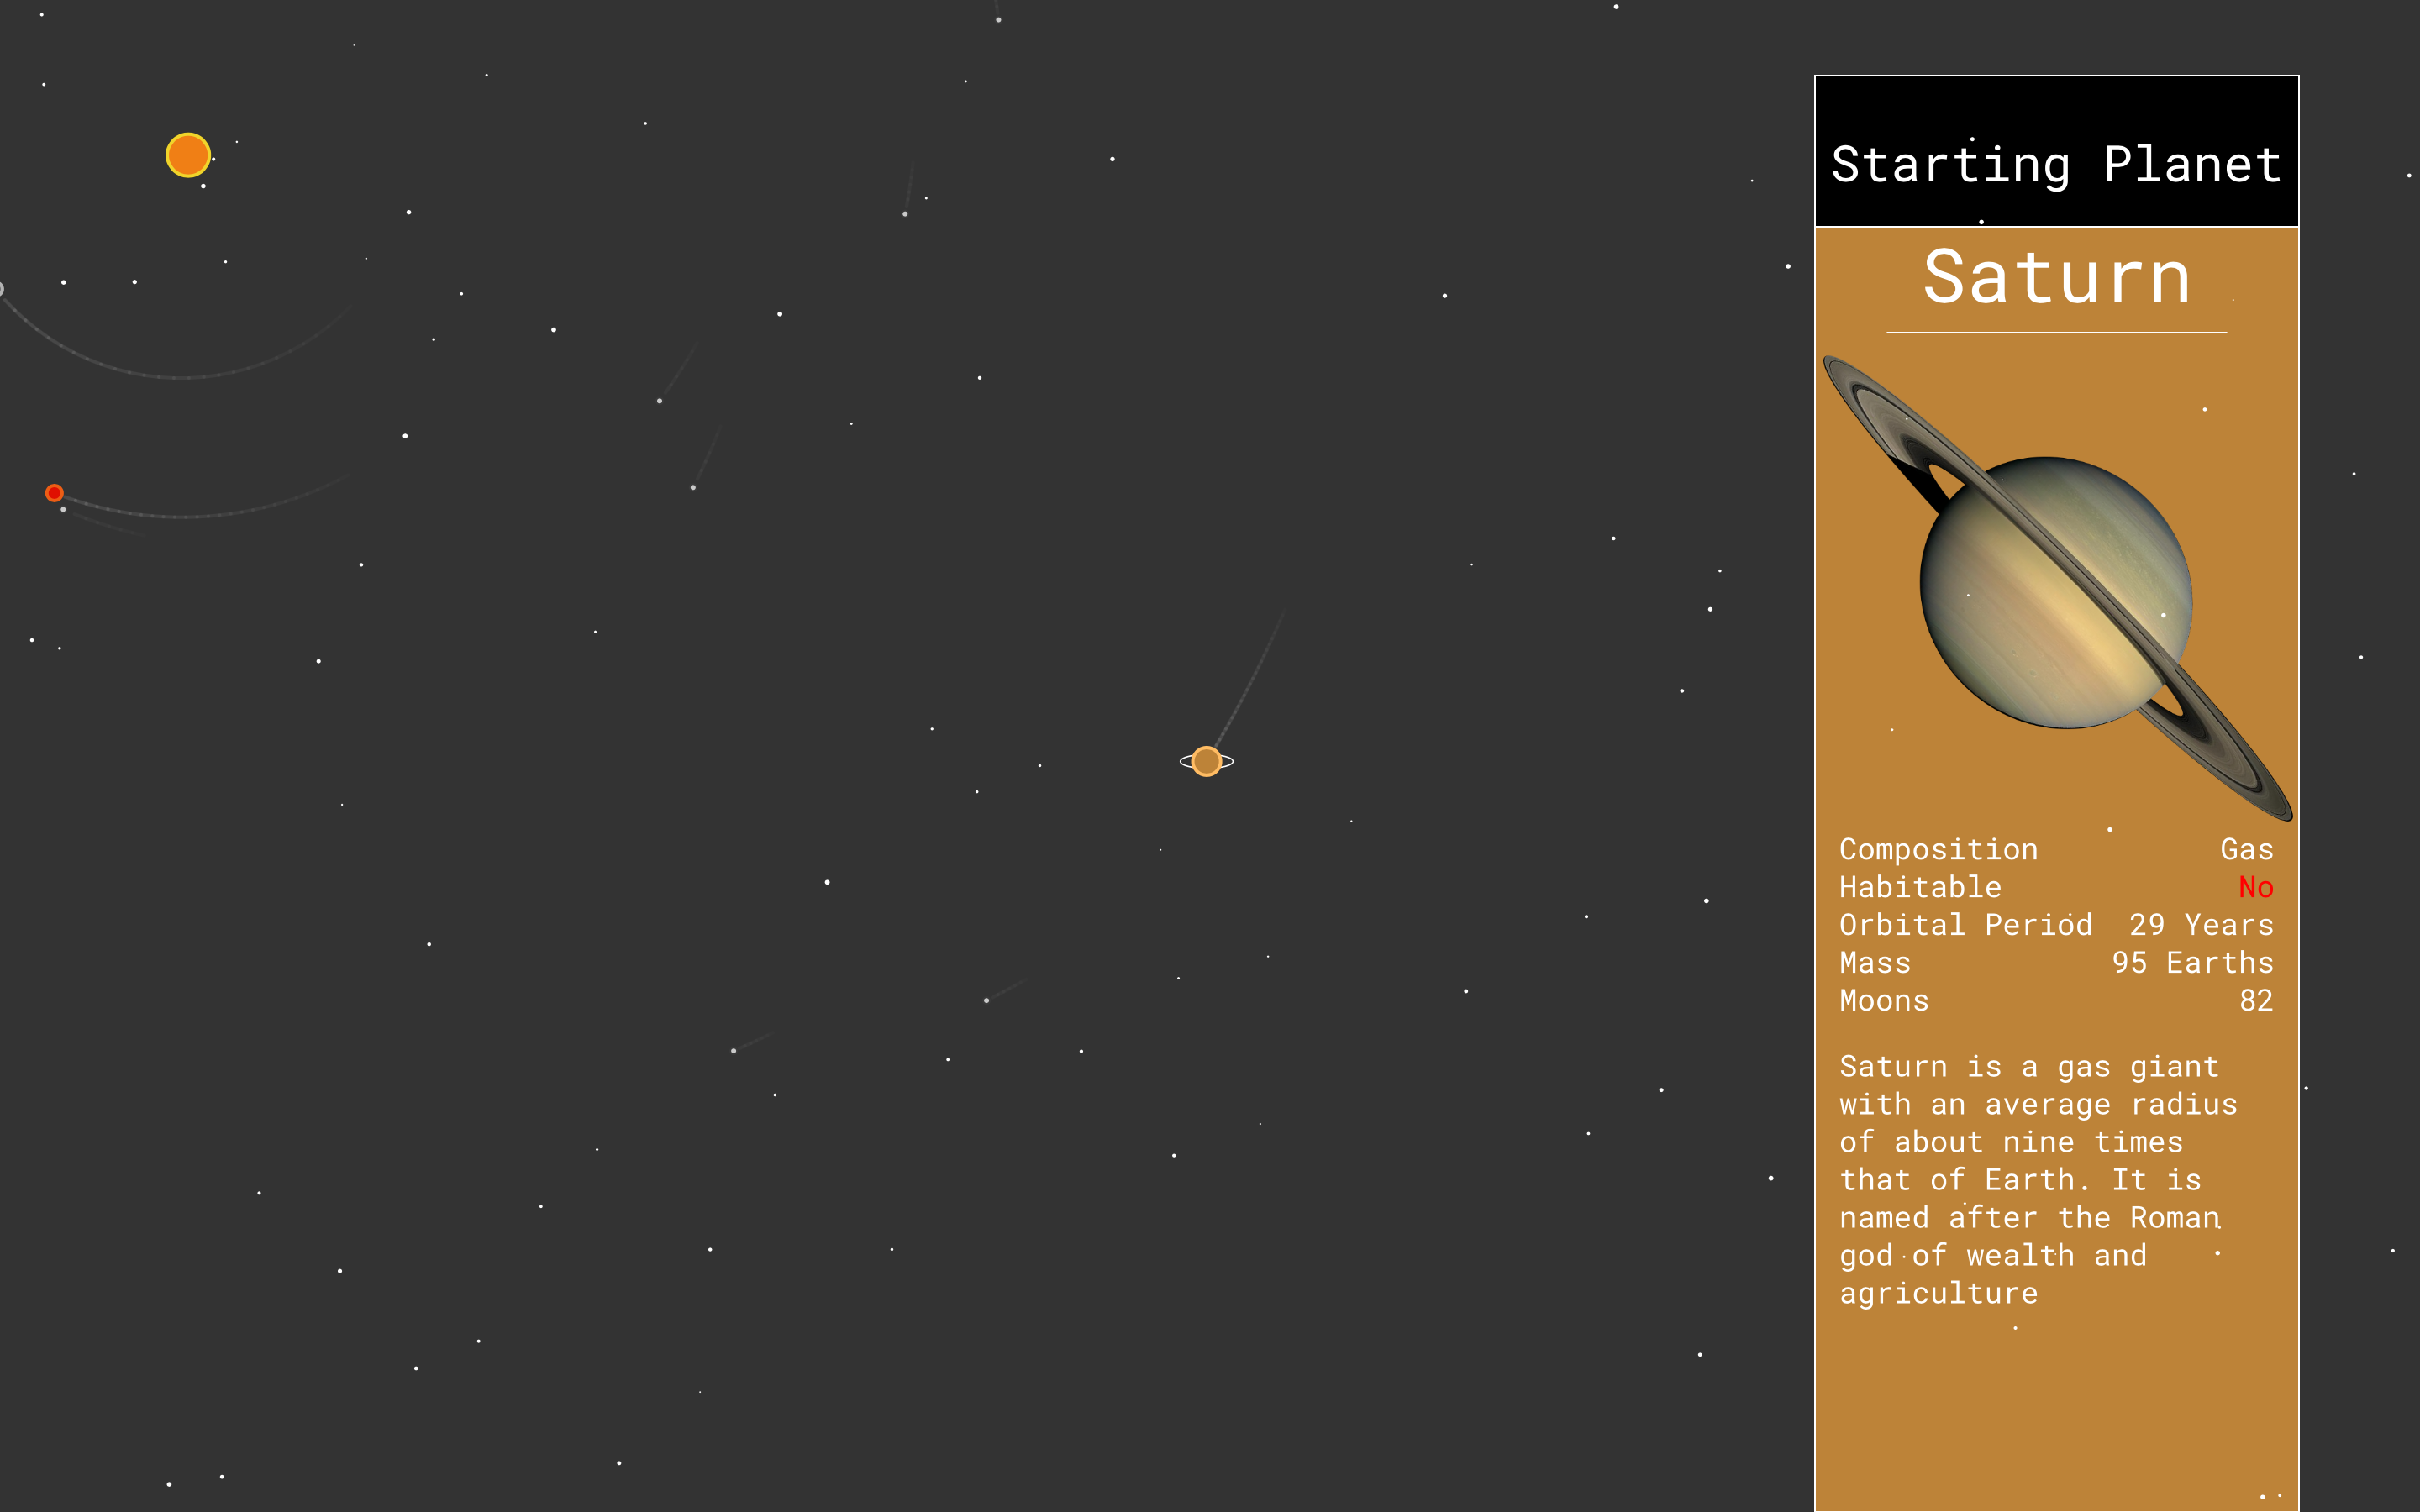 Starting Planet
Saturn
Composition Gas
Habitable No
Orbital Period 29 Years
Mass 95 Earths
Moons 82
Saturn is a gas giant
with an average radius
of about nine times
that of Earth. It is
named after the Roman
god of wealth and
agriculture